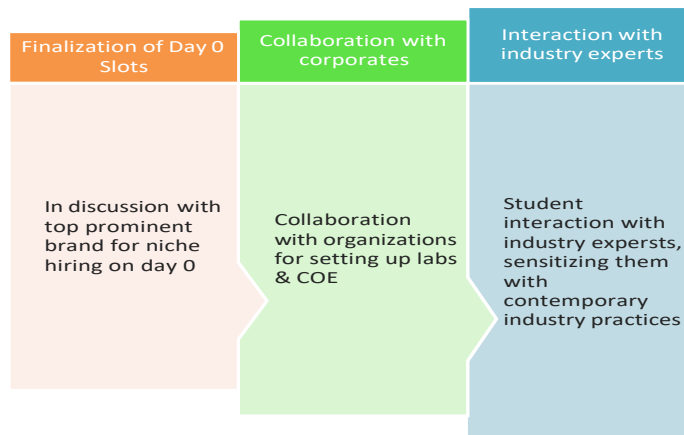 Finalization of Day 0
Slots
Collaboration with
corporates
Interaction with
industry experts
In discussion with
top prominent
brand for niche
hiring on day 0
Collaboration
with organizations
for setting up labs
& COE
Student
interaction with
industry expersts,
sensitizing them
with
contemporary
industry practices